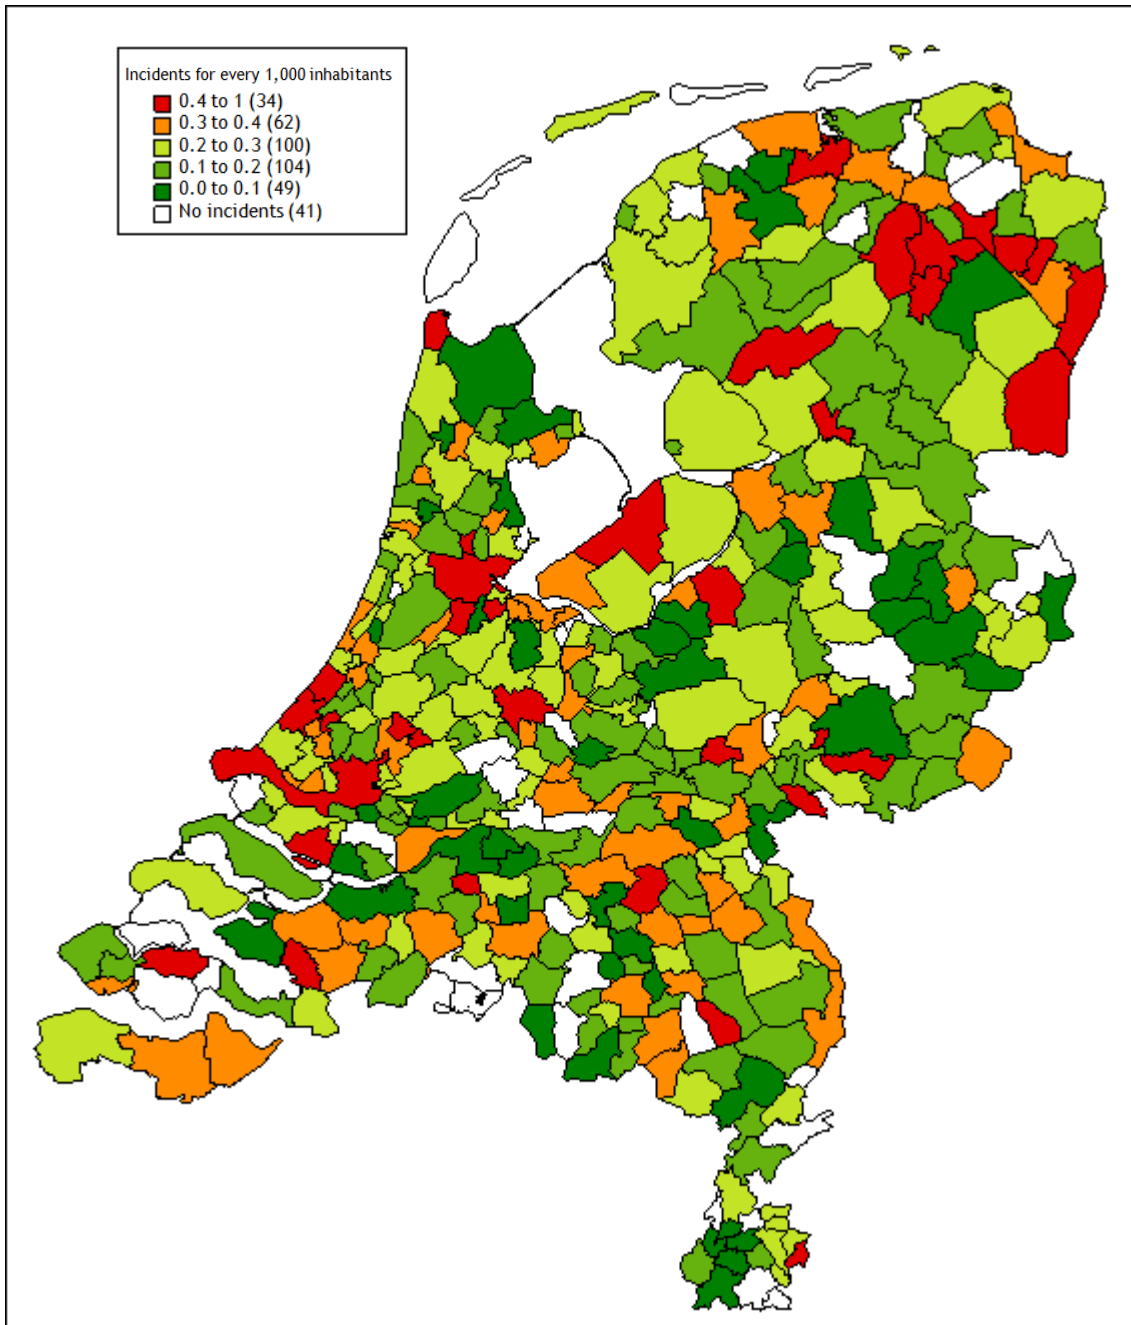 Incidents for every 1,000 inhabitants
0.4 to 1 (34)
0.3 to 0.4 (62)
0.2 to 0.3 (100)
0.1 to 0.2 (104)
0.0 to 0.1 (49)
No incidents (41)